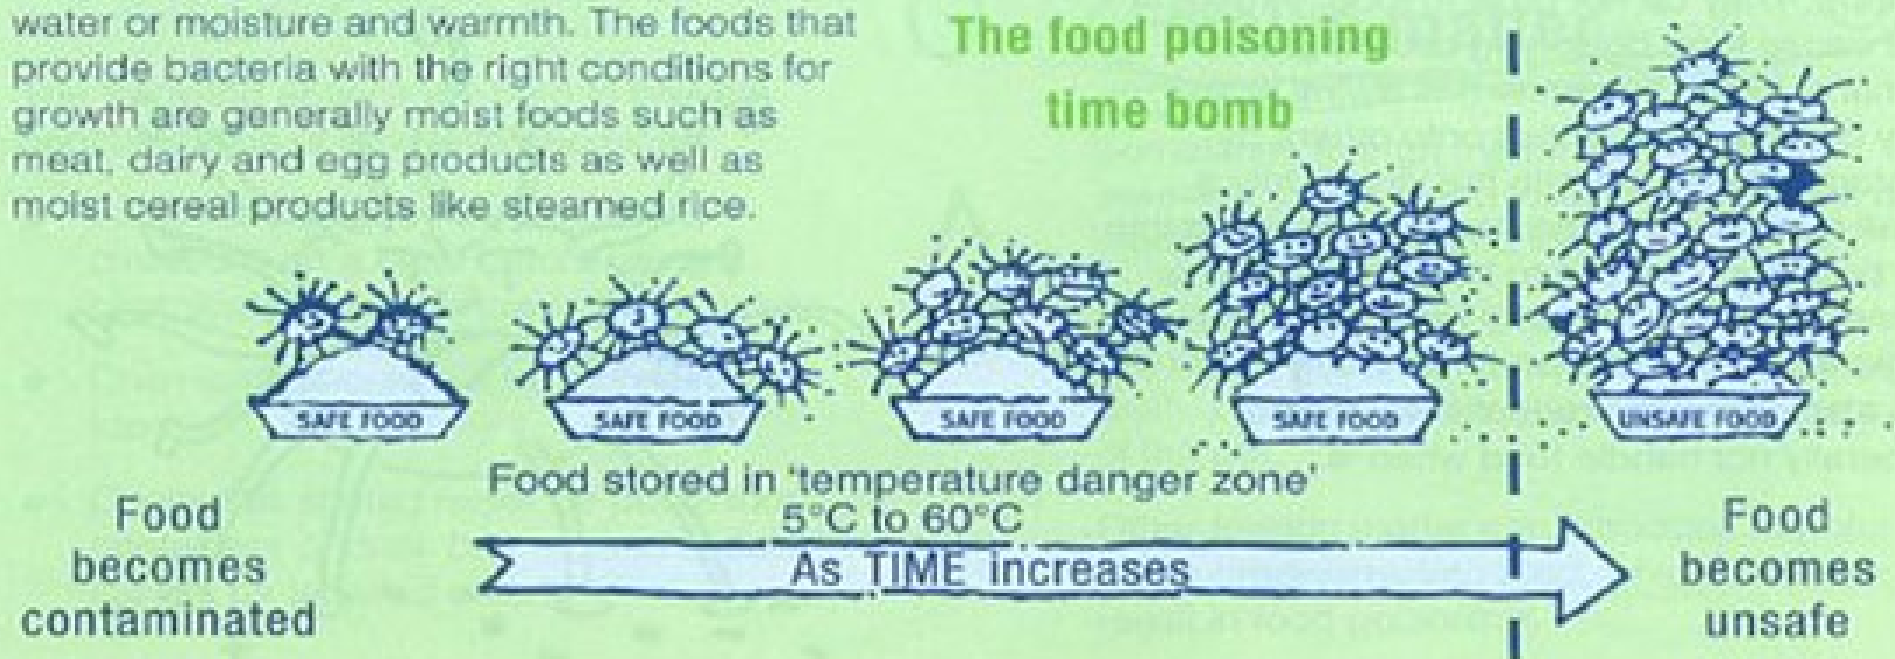 water or moisture and warmth. The foods that
provide bacteria with the right conditions for
growth are generally moist foods such as
meat, dairy and egg products as well as
moist cereal products like steamed rice.
The food poisoning
time bomb
SAFE FOOD
SAFE FOOD
SAFE FOOD
SAFE FOOD
UNSAFE FOOD
Food stored in 'temperature danger zone'
5°C to 60°C
As TIME increases
Food
becomes
contaminated
Food
becomes
unsafe